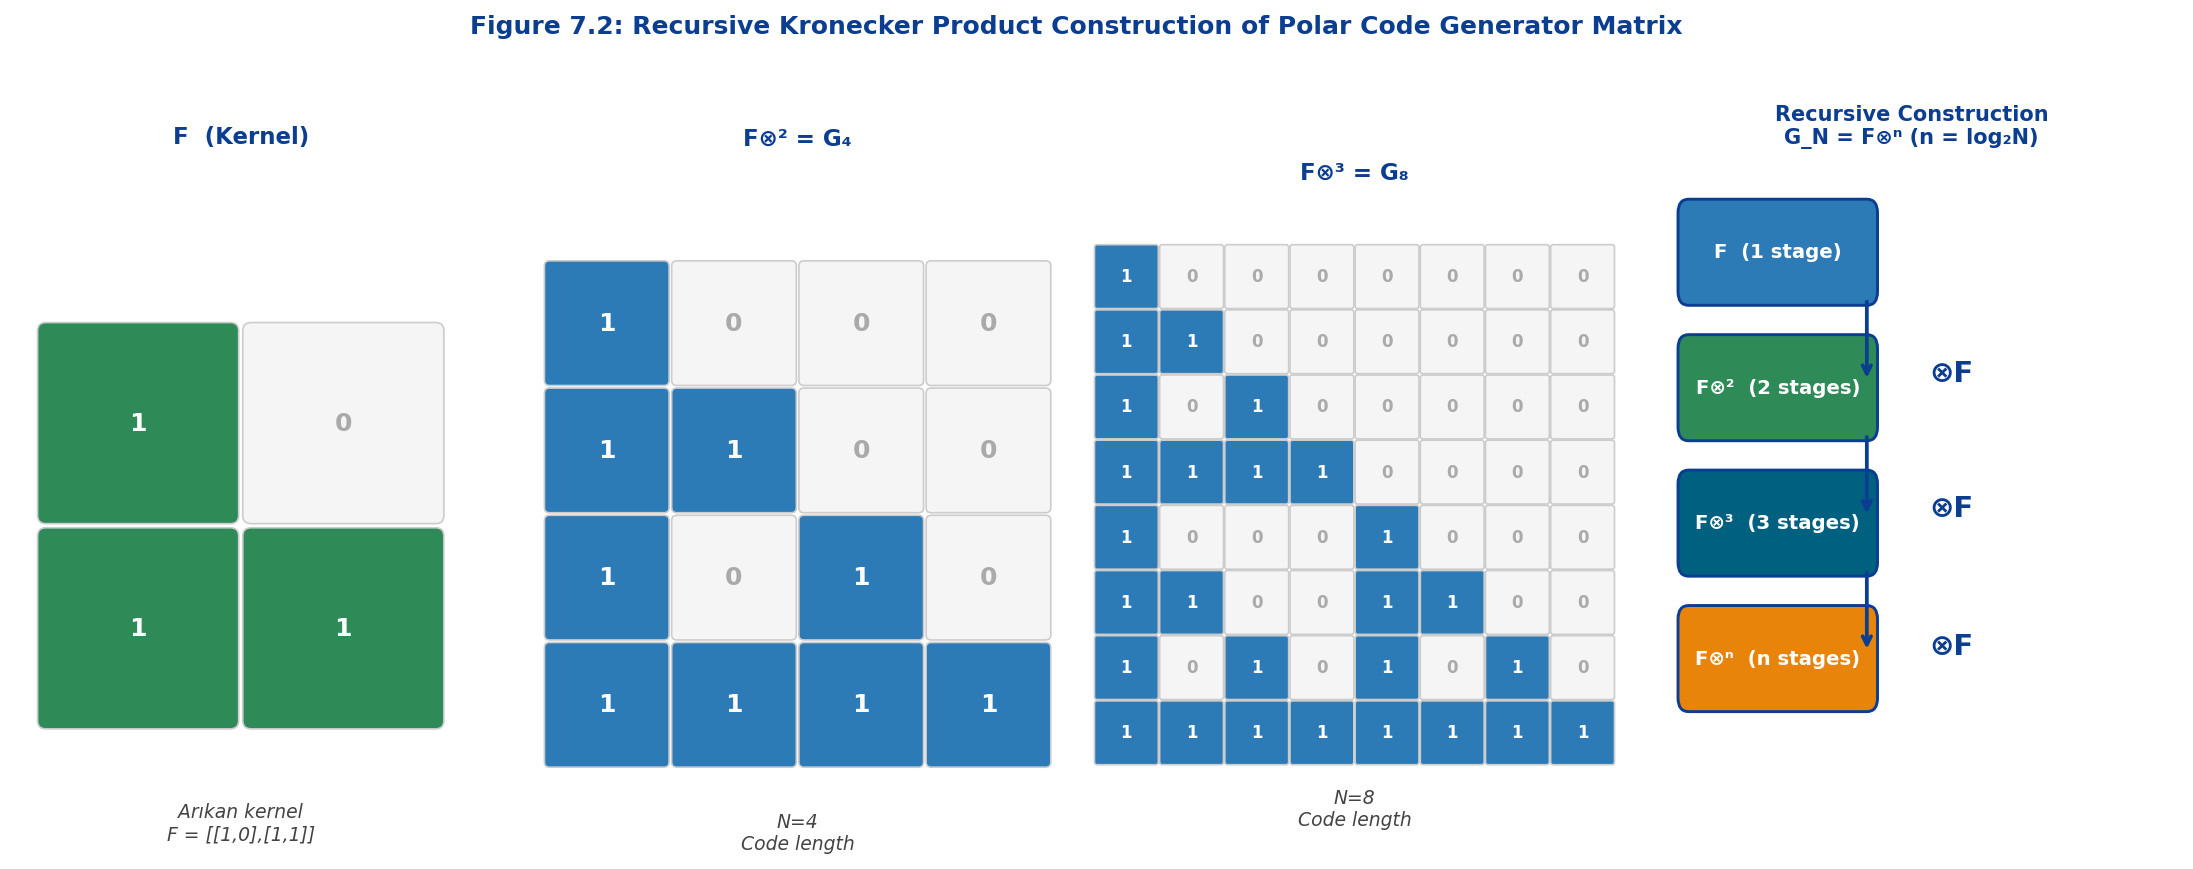 Figure 7.2: Recursive Kronecker Product Construction of Polar Code Generator Matrix
F (Kernel)
1 0
1 1
Arıkan kernel
F = [[1,0],[1,1]]
F⊗² = G₄
1 0 0 0
1 1 0 0
1 0 1 0
1 1 1 1
N=4
Code length
F⊗³ = G₈
1 0 0 0 0 0 0 0
1 1 0 0 0 0 0 0
1 0 1 0 0 0 0 0
1 1 1 1 0 0 0 0
1 0 0 0 1 0 0 0
1 1 0 0 1 1 0 0
1 0 1 0 1 0 1 0
1 1 1 1 1 1 1 1
N=8
Code length
Recursive Construction
G_N = F⊗ⁿ (n = log₂N)
F (1 stage)
⊗F
F⊗² (2 stages)
⊗F
F⊗³ (3 stages)
⊗F
F⊗ⁿ (n stages)